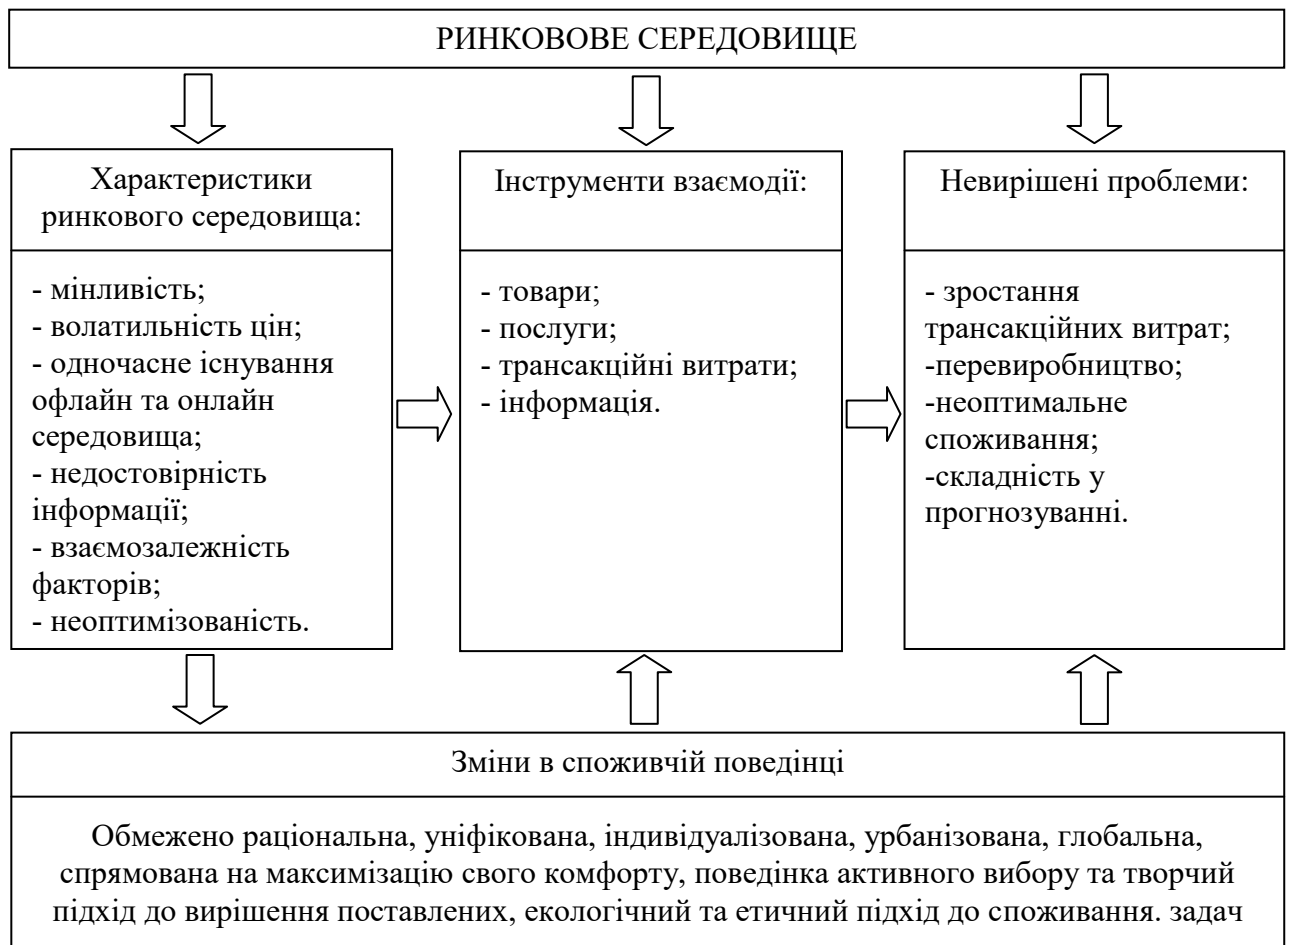 РИНКОВОВЕ СЕРЕДОВИЩЕ
Характеристики
ринкового середовища:
- мінливість;
- волатильність цін;
- одночасне існування
офлайн та онлайн
середовища;
- недостовірність
інформації;
- взаємозалежність
факторів;
- неоптимізованість.
Інструменти взаємодії:
- товари;
- послуги;
- трансакційні витрати;
- інформація.
Невирішені проблеми:
- зростання
трансакційних витрат;
-перевиробництво;
-неоптимальне
споживання;
-складність у
прогнозуванні.
Зміни в споживчій поведінці
Обмежено раціональна, уніфікована, індивідуалізована, урбанізована, глобальна,
спрямована на максимізацію свого комфорту, поведінка активного вибору та творчий
підхід до вирішення поставлених, екологічний та етичний підхід до споживання. задач